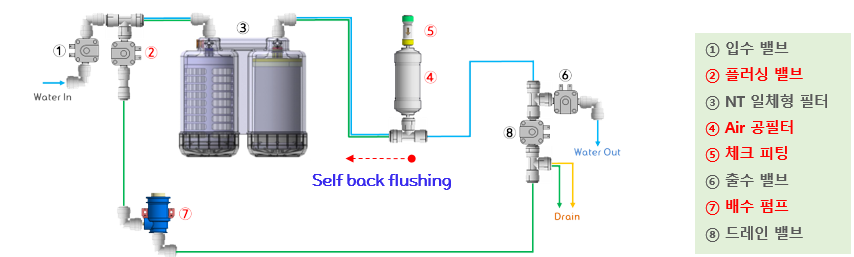 ①
②
③
⑤
④
⑥
⑧
⑦
Water In
Water Out
Self back flushing
Drain
① 입수 밸브
② 플러싱 밸브
③ NT 일체형 필터
④ Air 공필터
⑤ 체크 피팅
⑥ 출수 밸브
⑦ 배수 펌프
⑧ 드레인 밸브